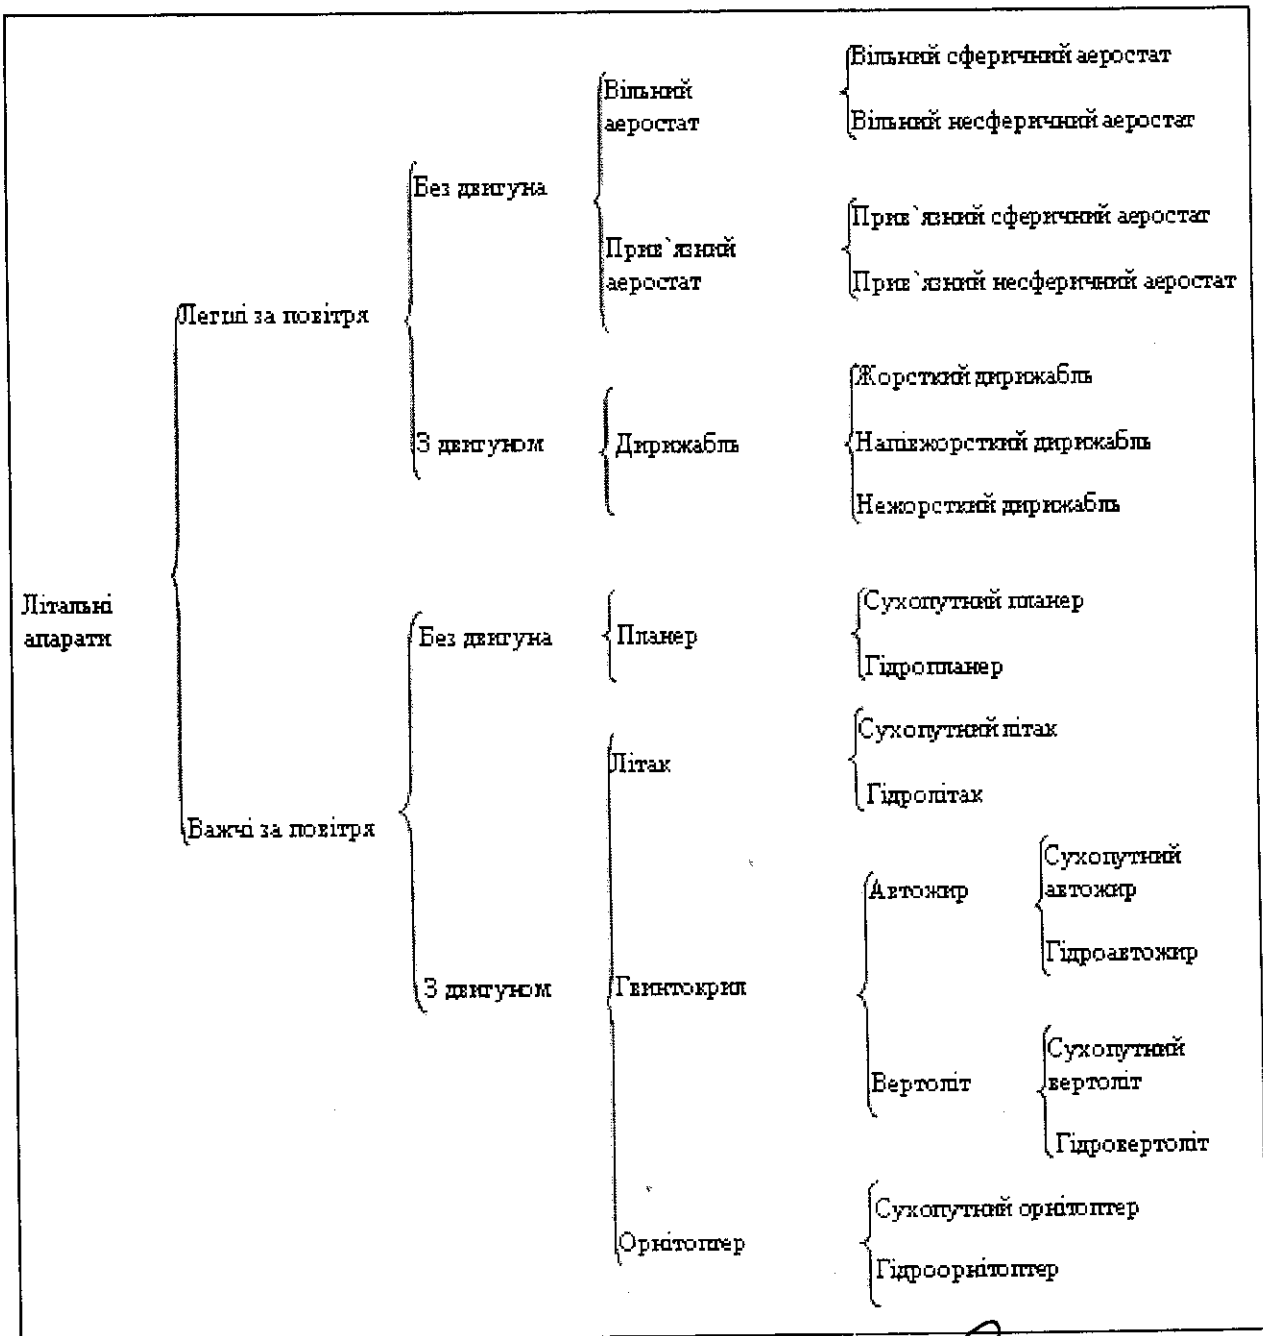 Вільний сферичний аеростат
Вільний
аеростат
Вільний несферичний аеростат
Без двигуна
Прив`язний сферичний аеростат
Прив`язний
аеростат
Прив`язний несферичний аеростат
Легші за повітря
Жорсткий дирижабль
З двигуном
Дирижабль
Напівжорсткий дирижабль
Нежорсткий дирижабль
Літальні
апарати
Сухопутний планер
Без двигуна
Планер
Гідропланер
Сухопутний літак
Літак
Гідролітак
Важчі за повітря
Сухопутний
автожир
Автожир
Гідроавтожир
З двигуном
Гвинтокрил
Сухопутний
вертоліт
Вертоліт
Гідровертоліт
Сухопутний орнітоптер
Орнітоптер
Гідроорнітоптер